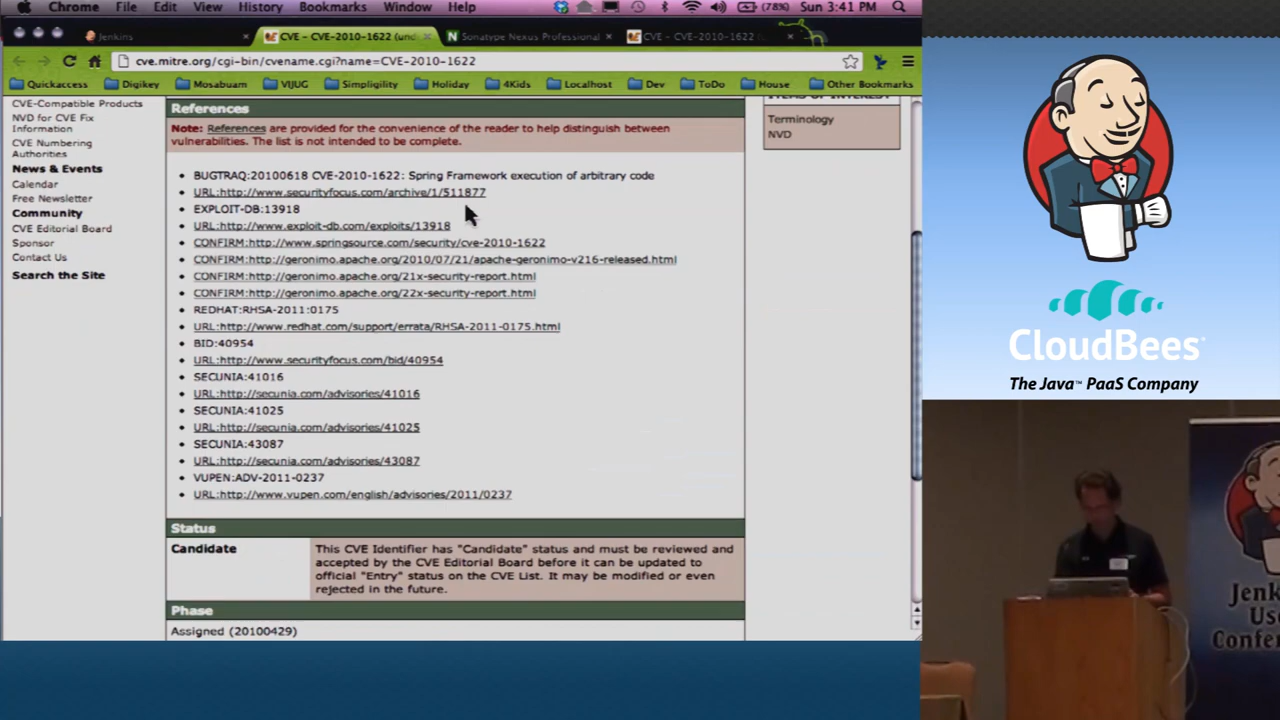 Chrome File Edit View History Bookmarks Window Help (78%) Sun 3:41 PM
Jenkins
CVE - CVE-2010-1622 (und
Sonatype Nexus Professional
CVE - CVE-2010-1622
cve.mitre.org/cgi-bin/cvename.cgi?name=CVE-2010-1622
Quickaccess Digikey Mosabuam VIJUG Simpligility Holiday 4Kids Localhost Dev ToDo House Other Bookmarks
CVE-Compatible Products
NVD for CVE Fix
Information
CVE Numbering
Authorities
News & Events
Calendar
Free Newsletter
Community
CVE Editorial Board
Sponsor
Contact Us
Search the Site
References
Note: References are provided for the convenience of the reader to help distinguish between
vulnerabilities. The list is not intended to be complete.
• BUGTRAQ:20100618 CVE-2010-1622: Spring Framework execution of arbitrary code
• URL:http://www.securityfocus.com/archive/1/511877
• EXPLOIT-DB:13918
• URL:http://www.exploit-db.com/exploits/13918
• CONFIRM:http://www.springsource.com/security/cve-2010-1622
• CONFIRM:http://geronimo.apache.org/2010/07/21/apache-geronimo-v216-released.html
• CONFIRM:http://geronimo.apache.org/21x-security-report.html
• CONFIRM:http://geronimo.apache.org/22x-security-report.html
• REDHAT:RHSA-2011:0175
• URL:http://www.redhat.com/support/errata/RHSA-2011-0175.html
• BID:40954
• URL:http://www.securityfocus.com/bid/40954
• SECUNIA:41016
• URL:http://secunia.com/advisories/41016
• SECUNIA:41025
• URL:http://secunia.com/advisories/41025
• SECUNIA:43087
• URL:http://secunia.com/advisories/43087
• VUPEN:ADV-2011-0237
• URL:http://www.vupen.com/english/advisories/2011/0237
Status
Candidate
This CVE Identifier has "Candidate" status and must be reviewed and
accepted by the CVE Editorial Board before it can be updated to
official "Entry" status on the CVE List. It may be modified or even
rejected in the future.
Phase
Assigned (20100429)
ITEMS OF INTEREST
Terminology
NVD
CloudBees
The Java™ PaaS Company
Jenk
Us
Confer